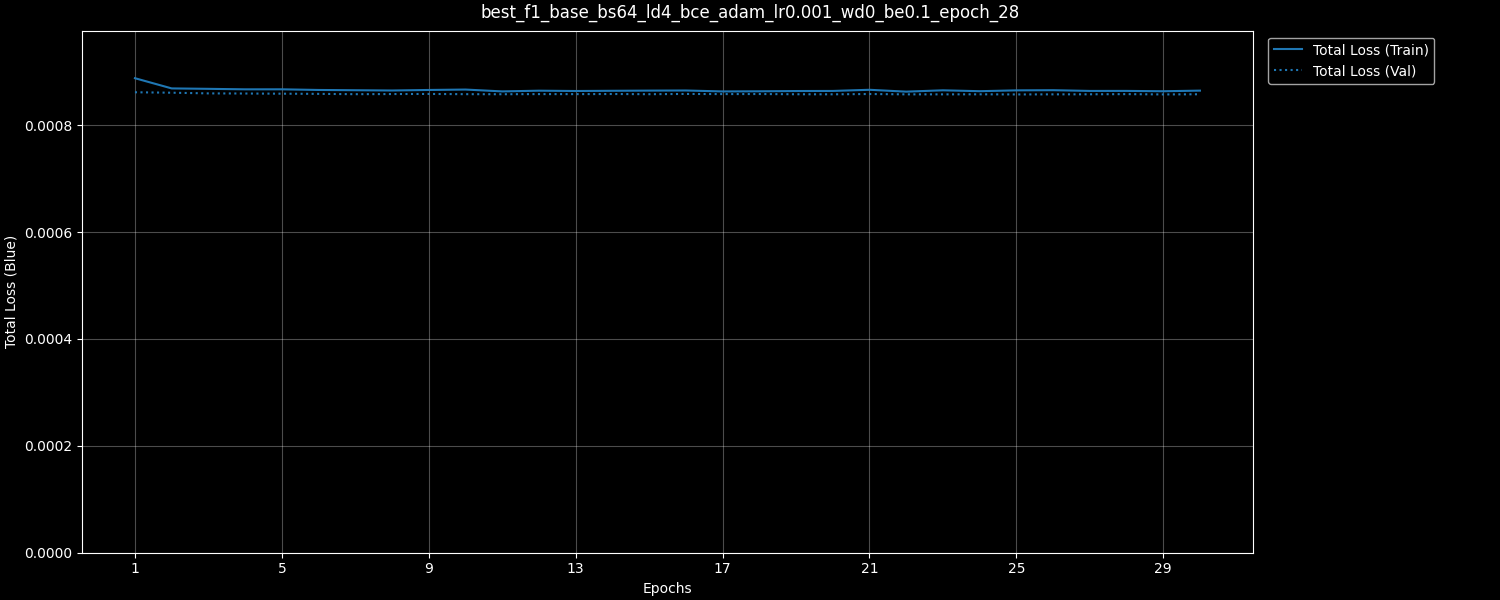 best_f1_base_bs64_ld4_bce_adam_lr0.001_wd0_be0.1_epoch_28
Total Loss (Train)
Total Loss (Val)
Total Loss (Blue)
0.0008
0.0006
0.0004
0.0002
0.0000
1 5 9 13 17 21 25 29
Epochs